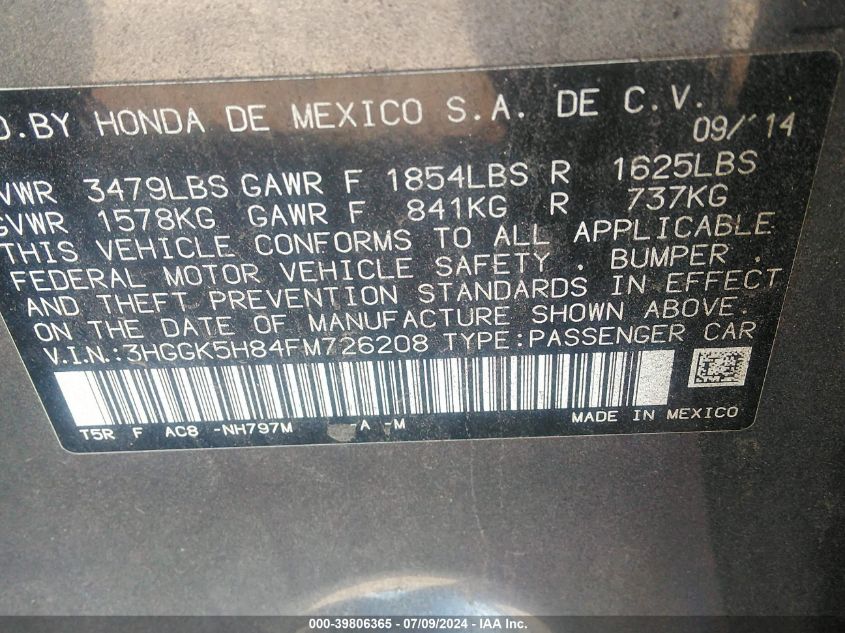 D.BY HONDA DE MEXICO S.A. DE C.V.
09/'14
VWR 3479LBS GAWR F 1854LBS R 1625LBS
GVWR 1578KG GAWR F 841KG R 737KG
THIS VEHICLE CONFORMS TO ALL APPLICABLE
FEDERAL MOTOR VEHICLE SAFETY , BUMPER ,
AND THEFT PREVENTION STANDARDS IN EFFECT
ON THE DATE OF MANUFACTURE SHOWN ABOVE.
V.I.N.:3HGGK5H84FM726208 TYPE:PASSENGER CAR
T5R F AC8 -NH797M -A -M MADE IN MEXICO
000-39806365 - 07/09/2024 - IAA Inc.